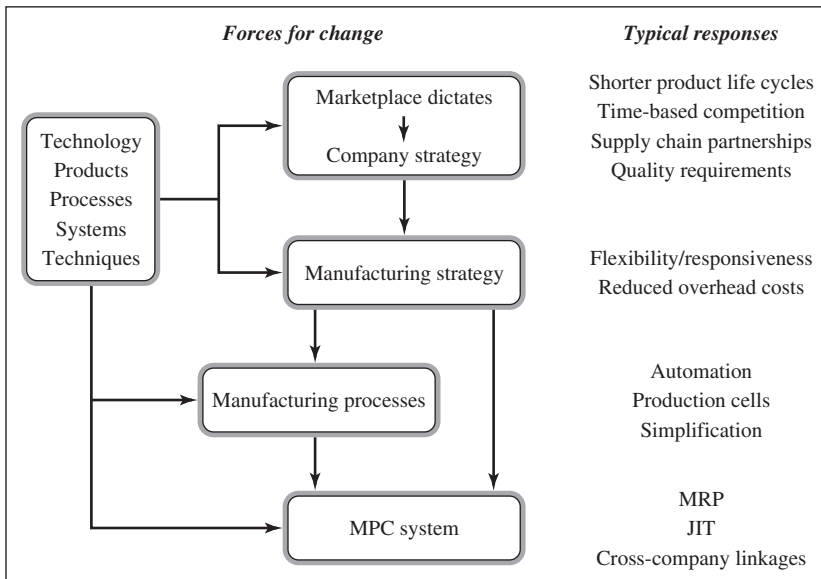 Forces for change
Typical responses
Technology
Products
Processes
Systems
Techniques
Marketplace dictates
Company strategy
Shorter product life cycles
Time-based competition
Supply chain partnerships
Quality requirements
Manufacturing strategy
Flexibility/responsiveness
Reduced overhead costs
Manufacturing processes
Automation
Production cells
Simplification
MPC system
MRP
JIT
Cross-company linkages